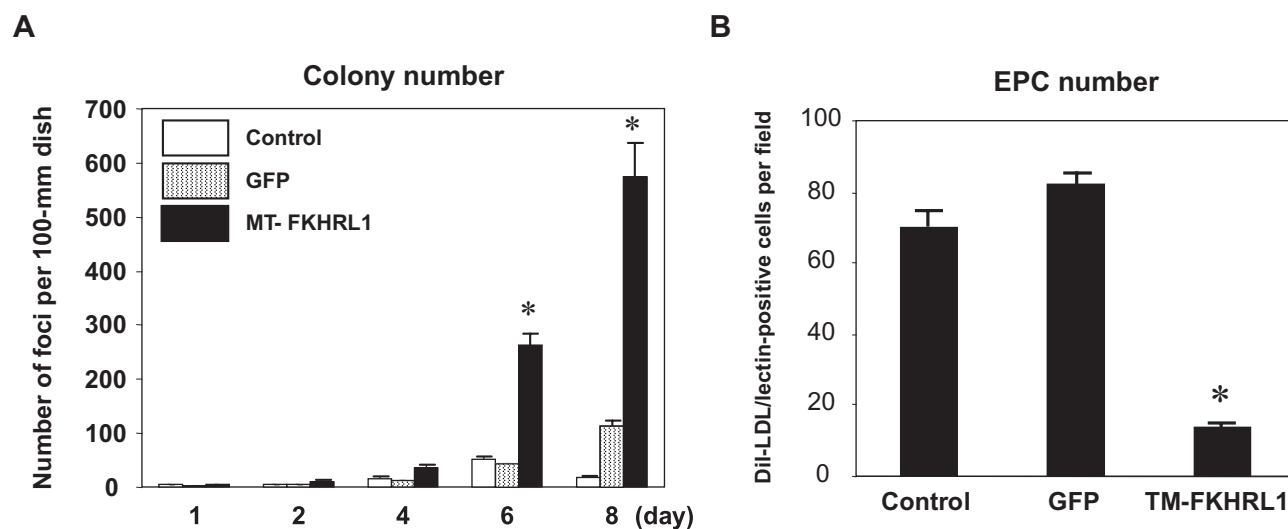 A
Colony number
Number of foci per 100-mm dish
700
600
500
400
300
200
100
0
Control
GFP
MT- FKHRL1
*
*
1 2 4 6 8 (day)
B
EPC number
Dil-LDL/lectin-positive cells per field
100
80
60
40
20
0
*
Control GFP TM-FKHRL1